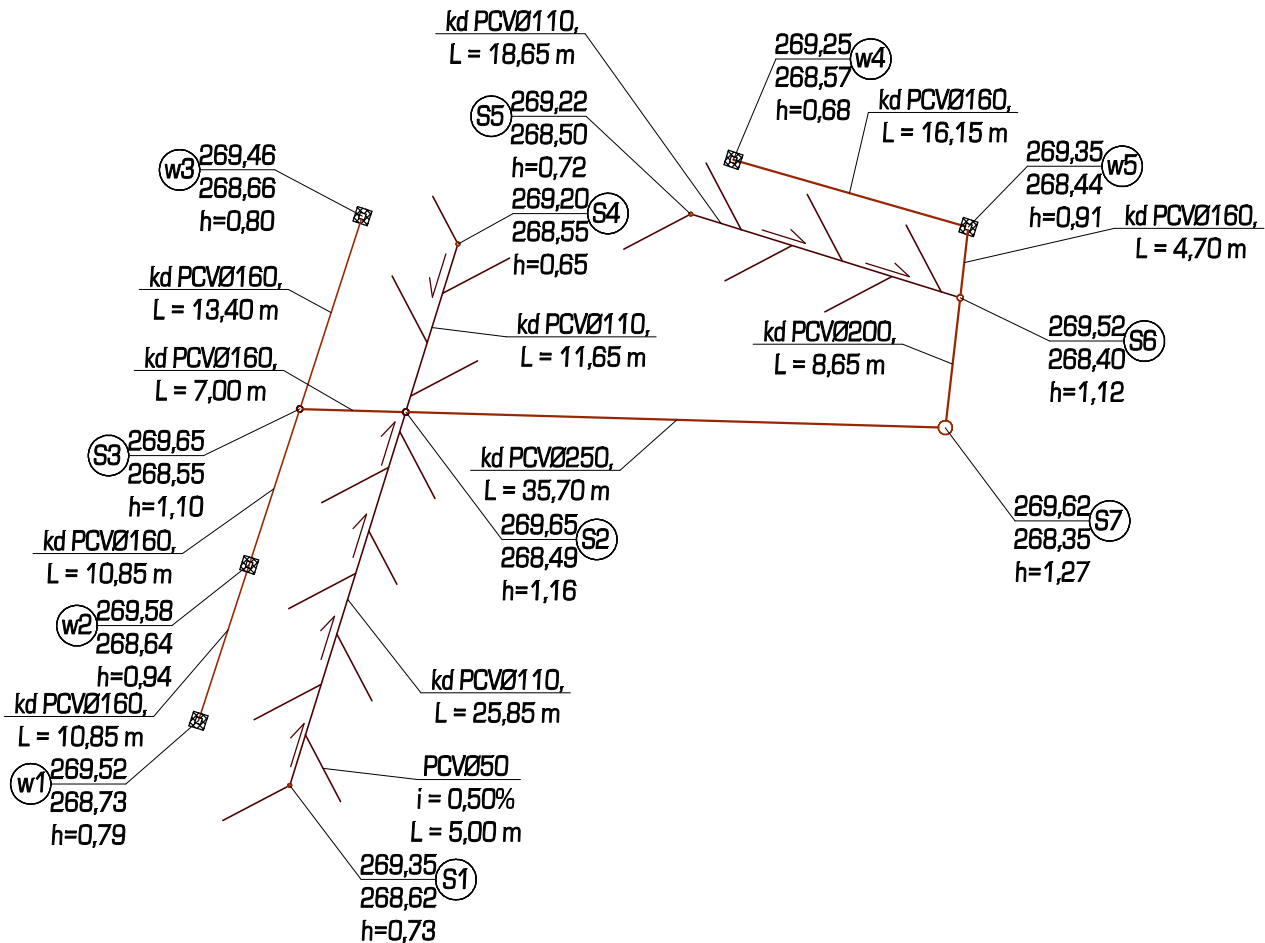 kd PCVØ110,
L = 18,65 m
269,25
268,57
h=0,68
w4
kd PCVØ160,
L = 16,15 m
S5
269,22
268,50
h=0,72
w3
269,46
268,66
h=0,80
269,20
268,55
h=0,65
S4
269,35
268,44
h=0,91
w5
kd PCVØ160,
L = 4,70 m
kd PCVØ160,
L = 13,40 m
kd PCVØ110,
L = 11,65 m
kd PCVØ200,
L = 8,65 m
269,52
268,40
h=1,12
S6
kd PCVØ160,
L = 7,00 m
S3
269,65
268,55
h=1,10
kd PCVØ250,
L = 35,70 m
269,65
268,49
h=1,16
S2
269,62
268,35
h=1,27
S7
kd PCVØ160,
L = 10,85 m
w2
269,58
268,64
h=0,94
kd PCVØ160,
L = 10,85 m
kd PCVØ110,
L = 25,85 m
w1
269,52
268,73
h=0,79
PCVØ50
i = 0,50%
L = 5,00 m
269,35
268,62
h=0,73
S1